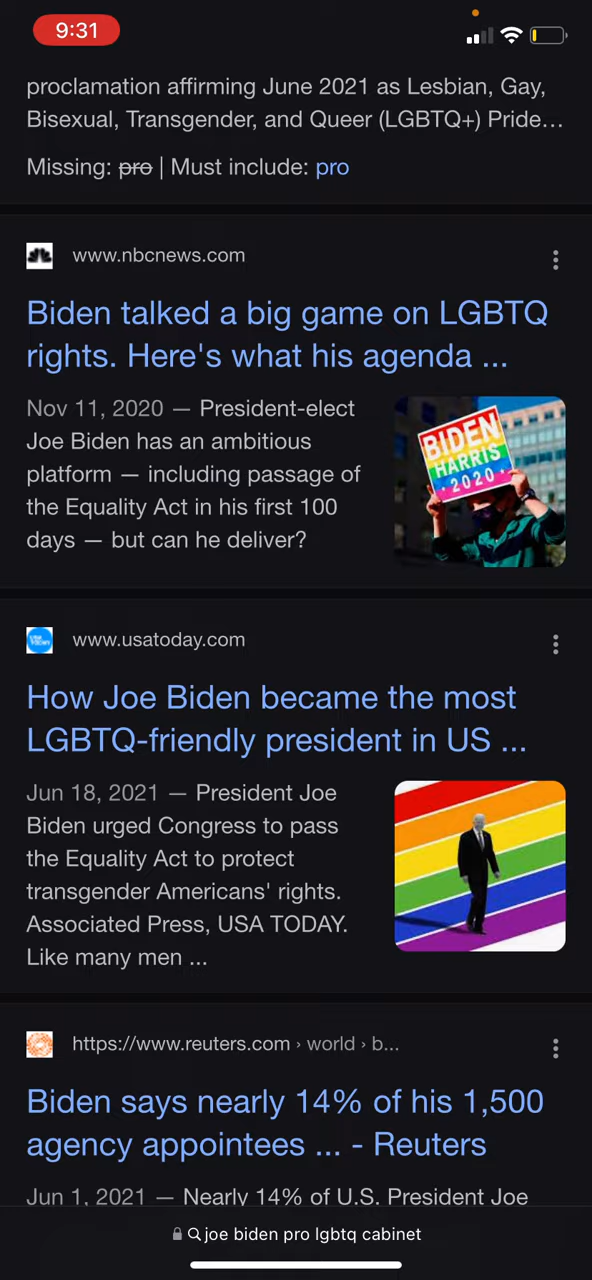 9:31
proclamation affirming June 2021 as Lesbian, Gay,
Bisexual, Transgender, and Queer (LGBTQ+) Pride...
Missing: pro | Must include: pro
www.nbcnews.com
Biden talked a big game on LGBTQ
rights. Here's what his agenda ...
Nov 11, 2020 — President-elect
Joe Biden has an ambitious
platform — including passage of
the Equality Act in his first 100
days — but can he deliver?
BIDEN
HARRIS
2020
www.usatoday.com
How Joe Biden became the most
LGBTQ-friendly president in US ...
Jun 18, 2021 — President Joe
Biden urged Congress to pass
the Equality Act to protect
transgender Americans' rights.
Associated Press, USA TODAY.
Like many men ...
https://www.reuters.com › world › b...
Biden says nearly 14% of his 1,500
agency appointees ... - Reuters
Jun 1, 2021 — Nearly 14% of U.S. President Joe
joe biden pro lgbtq cabinet